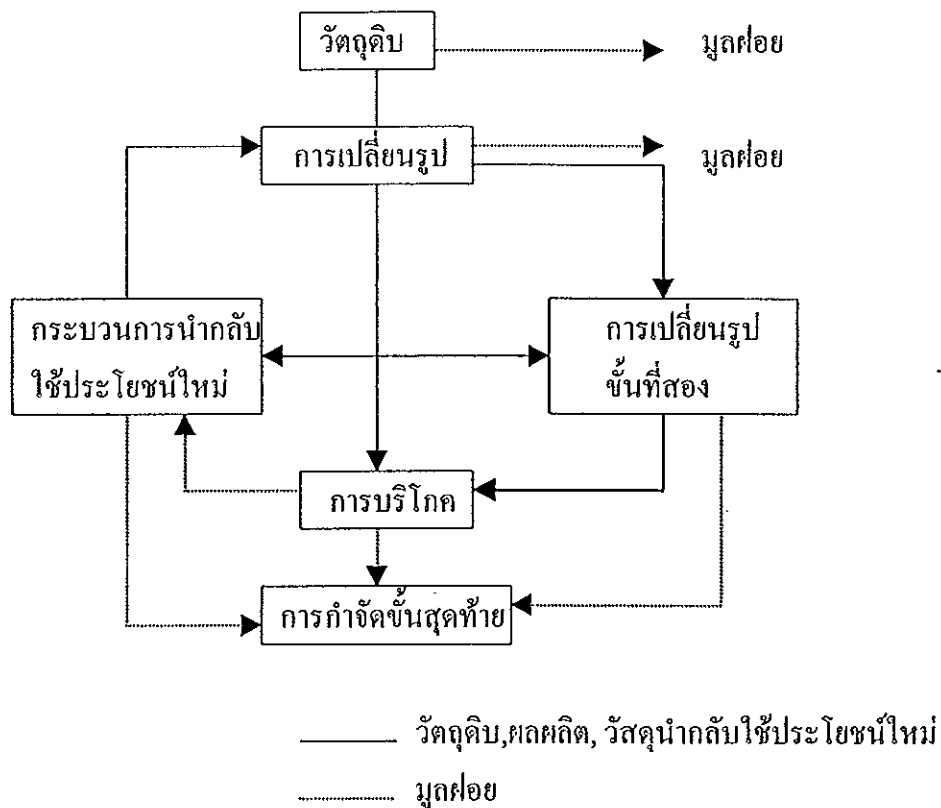 วัตถุดิบ
มูลฝอย
การเปลี่ยนรูป
มูลฝอย
กระบวนการนำกลับ
ใช้ประโยชน์ใหม่
การเปลี่ยนรูป
ขั้นที่สอง
การบริโภค
การกำจัดขั้นสุดท้าย
วัตถุดิบ,ผลผลิต, วัสดุนำกลับใช้ประโยชน์ใหม่
มูลฝอย